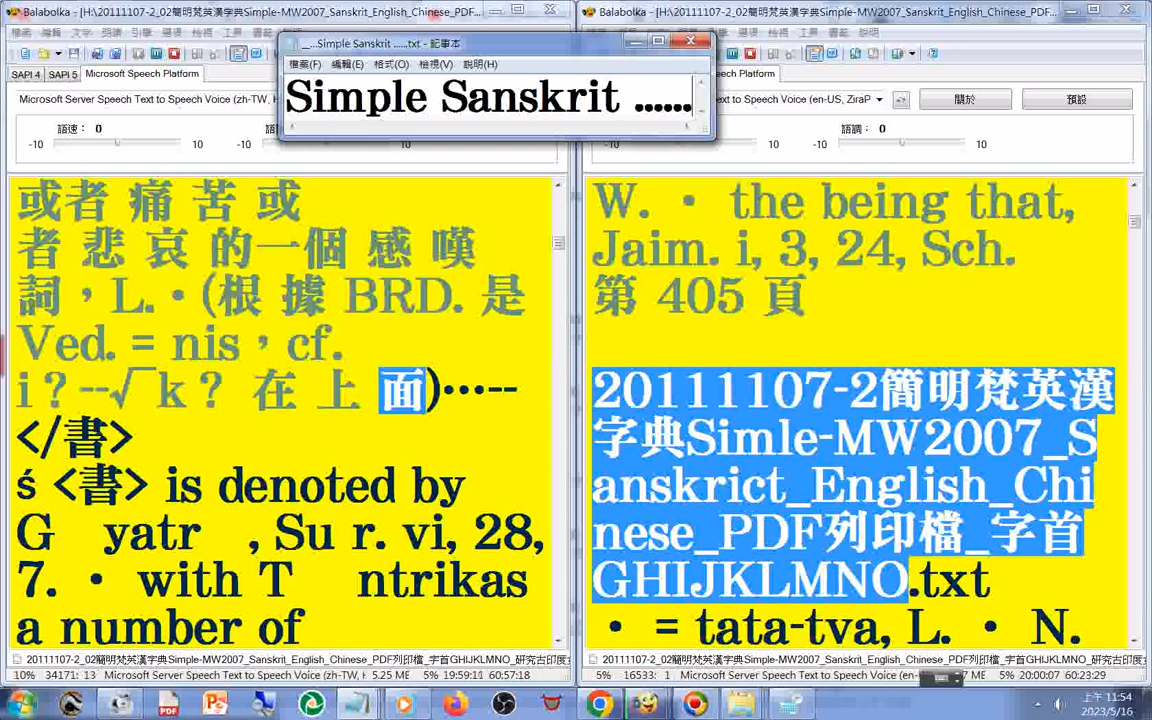 Balabolka - [H:\20111107-2_02簡明梵英漢字典Simple-MW2007_Sanskrit_English_Chinese_PDF...
Balabolka - [H:\20111107-2_02簡明梵英漢字典Simple-MW2007_Sanskrit_English_Chinese_PDF...
__...Simple Sanskrit ......txt - 記事本
檔案(F) 編輯(E) 格式(O) 檢視(V) 說明(H)
Simple Sanskrit ......
SAPI 4 SAPI 5 Microsoft Speech Platform
Microsoft Server Speech Text to Speech Voice (zh-TW, H
語速： 0
-10 10 -10 10
或者 痛 苦 或
者 悲 哀 的一個 感 嘆
詞，L.‧(根 據 BRD. 是
Ved. = nis，cf.
i？--√k？ 在 上 面)…--
</書>
ś <書> is denoted by
G yatr , Su r. vi, 28,
7. ‧ with T ntrikas
a number of
20111107-2_02簡明梵英漢字典Simple-MW2007_Sanskrit_English_Chinese_PDF列印檔_字首GHIJKLMNO_研究古印度
10% 34171: 13 Microsoft Server Speech Text to Speech Voice (zh-TW, 5.25 MB 19:59:11 60:57:18
eech Platform
ext to Speech Voice (en-US, ZiraP 關於 預設
語調： 0
-10 -10 10
W. ‧ the being that,
Jaim. i, 3, 24, Sch.
第 405 頁
20111107-2簡明梵英漢
字典Simle-MW2007_S
anskrict_English_Chi
nese_PDF列印檔_字首
GHIJKLMNO.txt
‧ = tata-tva, L. ‧ N.
20111107-2_02簡明梵英漢字典Simple-MW2007_Sanskrit_English_Chinese_PDF列印檔_字首GHIJKLMNO_研究古印度
5% 16533: 1 Microsoft Server Speech Text to Speech Voice 5% 20:00:07 60:23:29
上午 11:54
2023/5/16